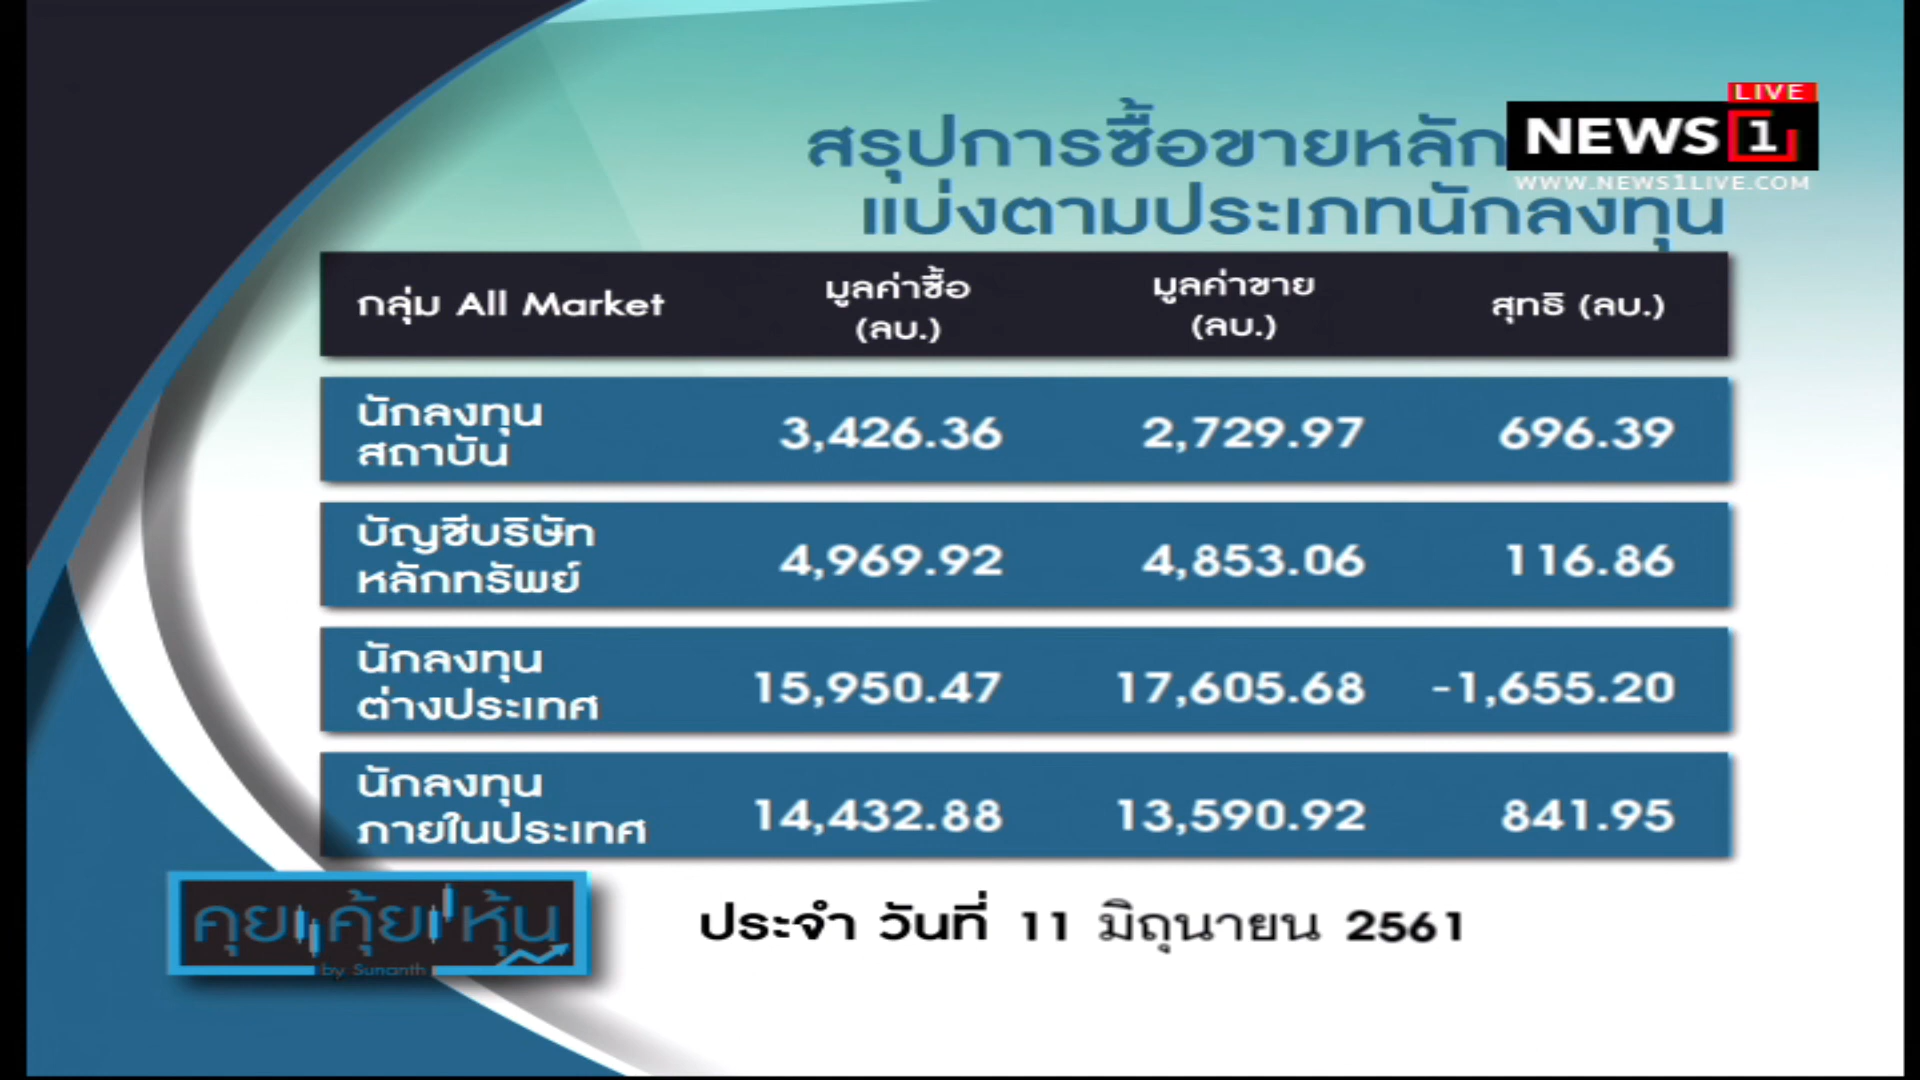 LIVE
NEWS 1
WWW.NEWS1LIVE.COM
สรุปการซื้อขายหลัก
แบ่งตามประเภทนักลงทุน
กลุ่ม All Market มูลค่าซื้อ (ลบ.) มูลค่าขาย (ลบ.) สุทธิ (ลบ.)
นักลงทุน
สถาบัน 3,426.36 2,729.97 696.39
บัญชีบริษัท
หลักทรัพย์ 4,969.92 4,853.06 116.86
นักลงทุน
ต่างประเทศ 15,950.47 17,605.68 -1,655.20
นักลงทุน
ภายในประเทศ 14,432.88 13,590.92 841.95
คุย คุ้ย หุ้น
by Sunanth
ประจำ วันที่ 11 มิถุนายน 2561